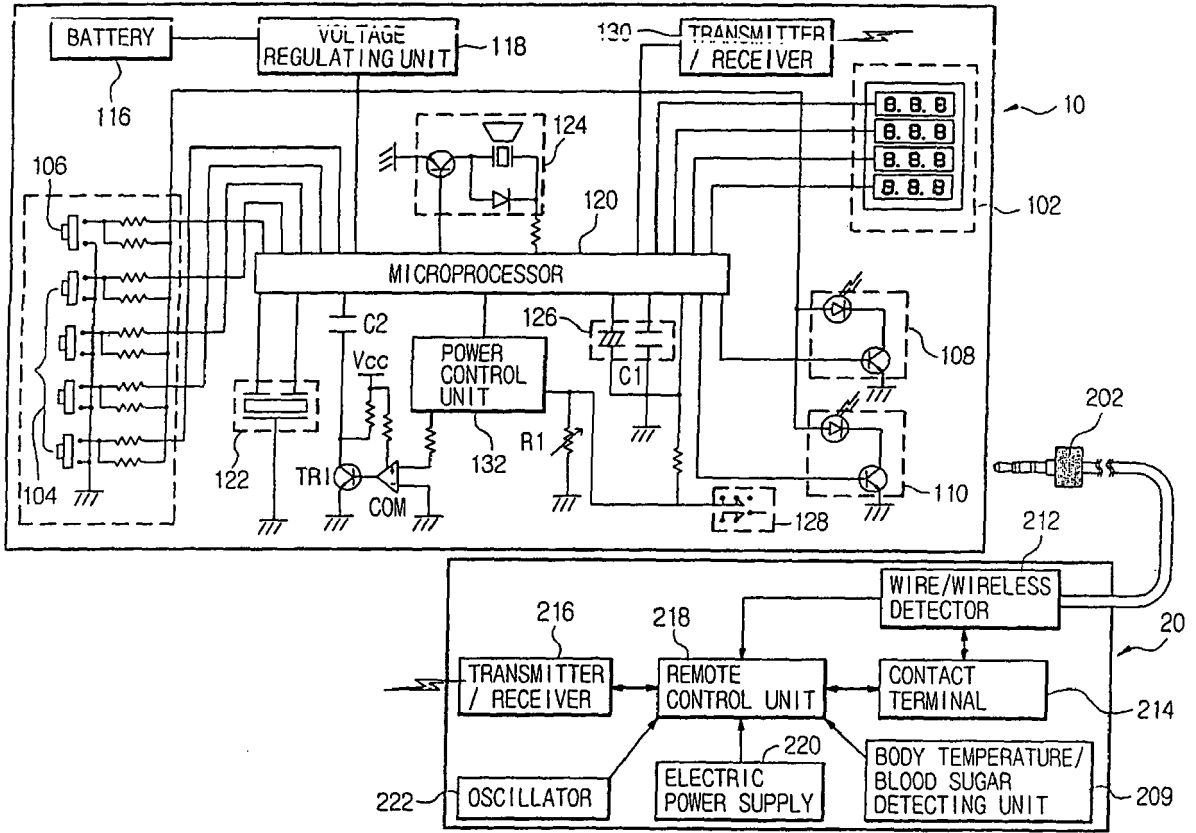 BATTERY
VOLTAGE
REGULATING UNIT
118
130
TRANSMITTER
/ RECEIVER
116
124
10
8.8.8
8.8.8
8.8.8
8.8.8
106
102
120
MICROPROCESSOR
C2
126
C1
108
Vcc
POWER
CONTROL
UNIT
202
R1
122
132
104
TR1
COM
110
128
212
WIRE/WIRELESS
DETECTOR
20
216
218
TRANSMITTER
/ RECEIVER
REMOTE
CONTROL UNIT
CONTACT
TERMINAL
214
220
222
OSCILLATOR
ELECTRIC
POWER SUPPLY
BODY TEMPERATURE/
BLOOD SUGAR
DETECTING UNIT
209